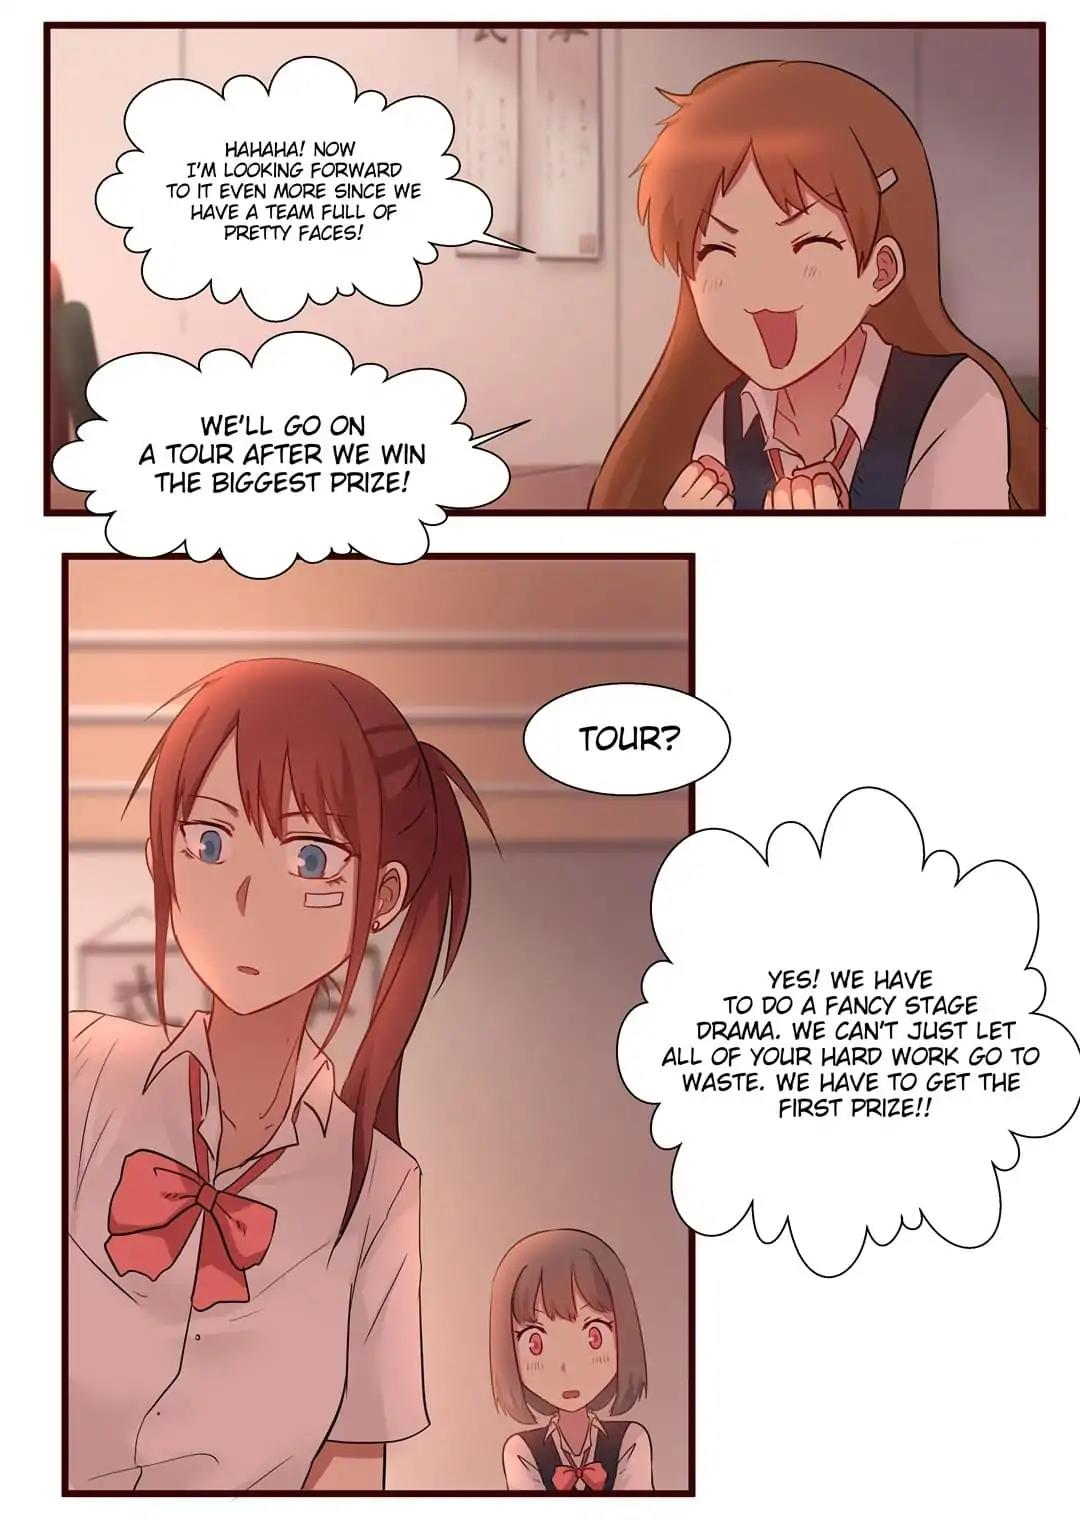 HAHAHA! NOW
I'M LOOKING FORWARD
TO IT EVEN MORE SINCE WE
HAVE A TEAM FULL OF
PRETTY FACES!
WE'LL GO ON
A TOUR AFTER WE WIN
THE BIGGEST PRIZE!
TOUR?
YES! WE HAVE
TO DO A FANCY STAGE
DRAMA. WE CAN'T JUST LET
ALL OF YOUR HARD WORK GO TO
WASTE. WE HAVE TO GET THE
FIRST PRIZE!!